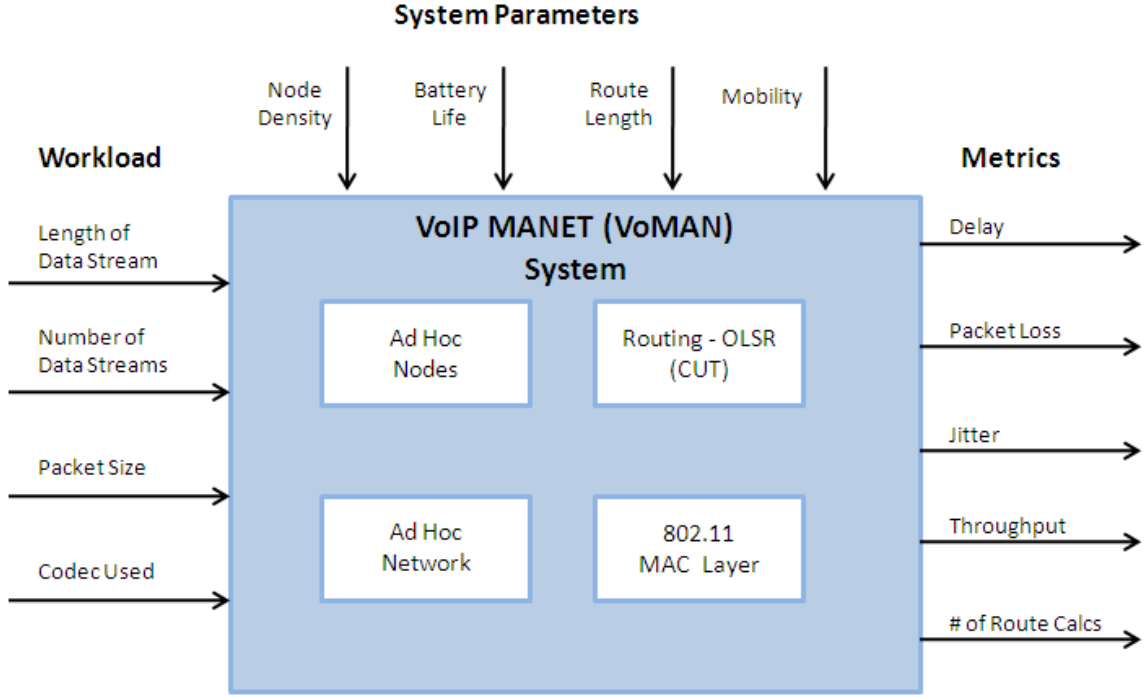 System Parameters
Node
Density
Battery
Life
Route
Length
Mobility
Workload
Metrics
Length of
Data Stream
Number of
Data Streams
Packet Size
Codec Used
VoIP MANET (VoMAN)
System
Ad Hoc
Nodes
Routing - OLSR
(CUT)
Ad Hoc
Network
802.11
MAC Layer
Delay
Packet Loss
Jitter
Throughput
# of Route Calcs